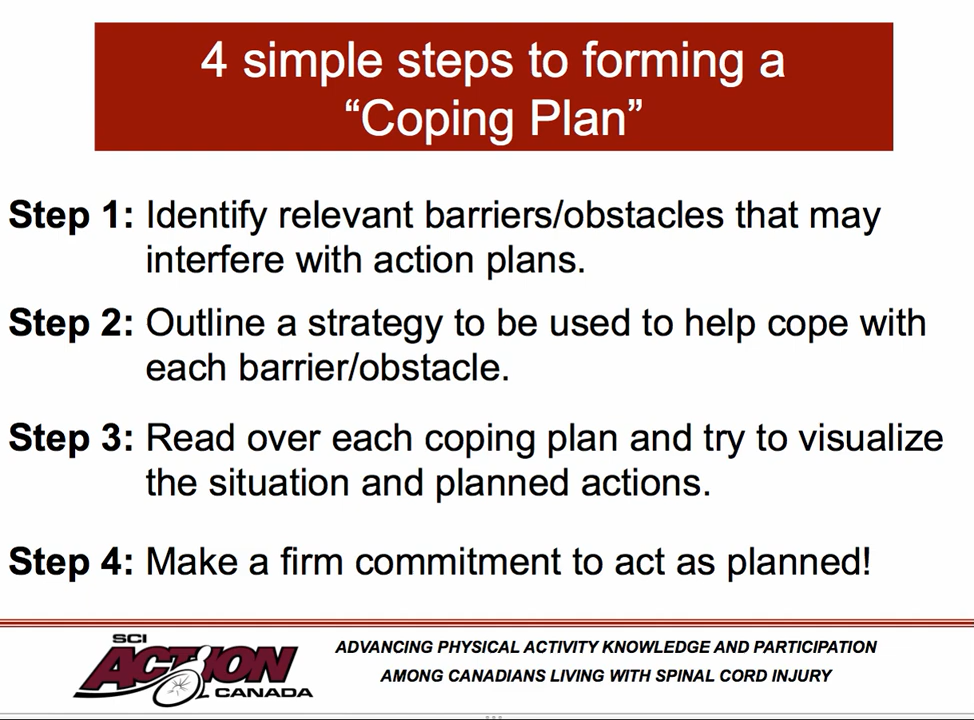 4 simple steps to forming a
“Coping Plan”
Step 1: Identify relevant barriers/obstacles that may
interfere with action plans.
Step 2: Outline a strategy to be used to help cope with
each barrier/obstacle.
Step 3: Read over each coping plan and try to visualize
the situation and planned actions.
Step 4: Make a firm commitment to act as planned!
SCI
ACTION
CANADA
ADVANCING PHYSICAL ACTIVITY KNOWLEDGE AND PARTICIPATION
AMONG CANADIANS LIVING WITH SPINAL CORD INJURY